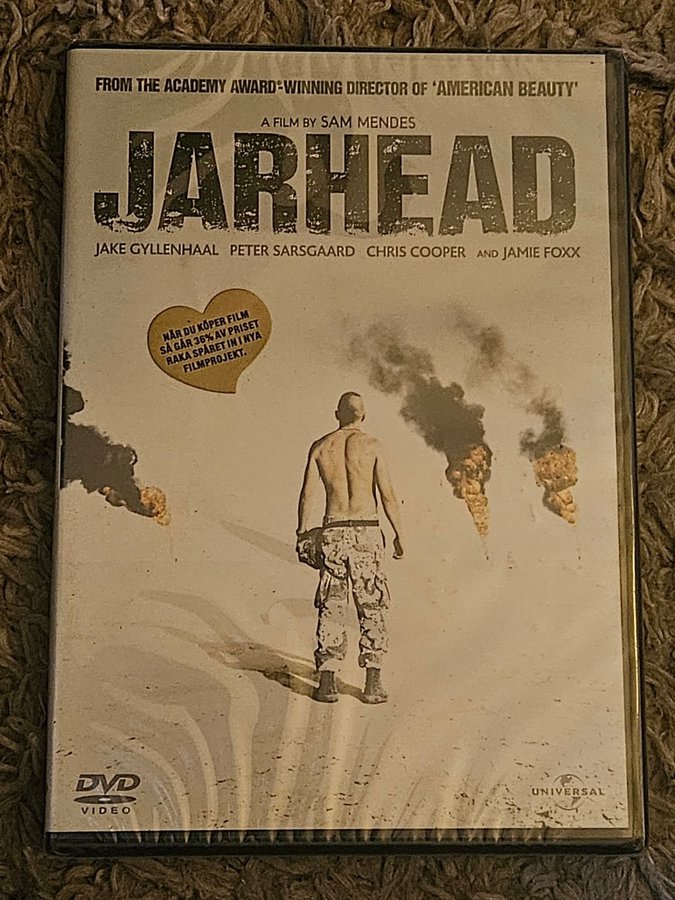 FROM THE ACADEMY AWARD®-WINNING DIRECTOR OF 'AMERICAN BEAUTY'
A FILM BY SAM MENDES
JARHEAD
JAKE GYLLENHAAL PETER SARSGAARD CHRIS COOPER AND JAMIE FOXX
NÄR DU KÖPER FILM
SÅ GÅR 36% AV PRISET
RAKA SPÅRET IN I NYA
FILMPROJEKT.
DVD
VIDEO
UNIVERSAL